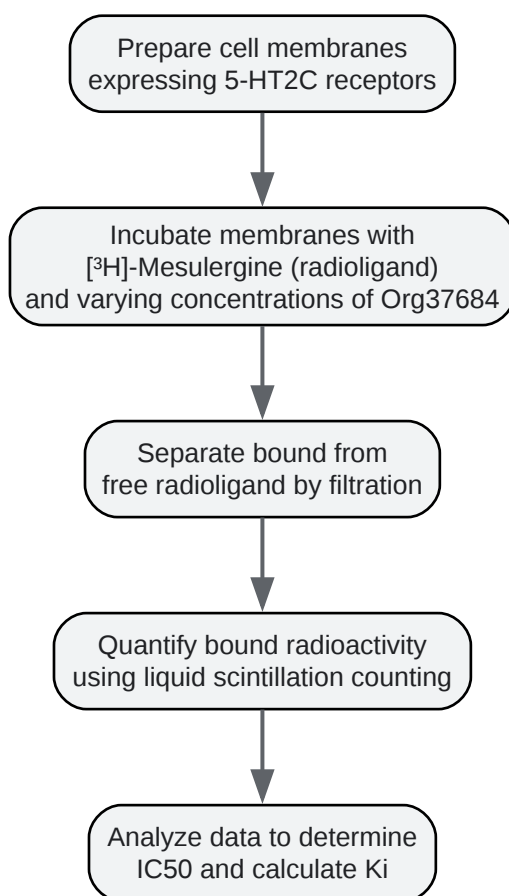 Prepare cell membranes
expressing 5-HT2C receptors
Incubate membranes with
[³H]-Mesulergine (radioligand)
and varying concentrations of Org37684
Separate bound from
free radioligand by filtration
Quantify bound radioactivity
using liquid scintillation counting
Analyze data to determine
IC50 and calculate Ki